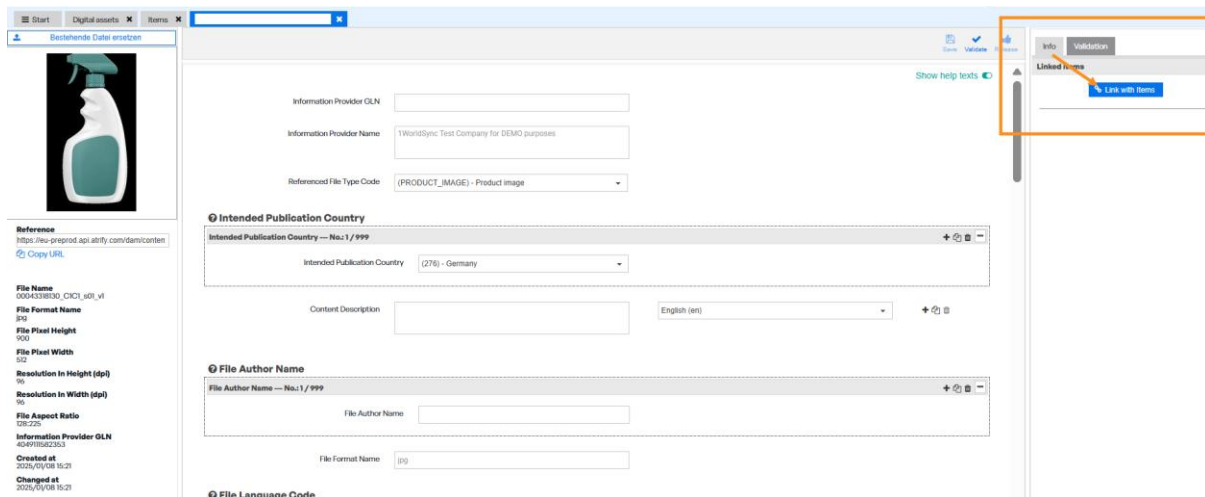 Start
Digital assets
Items
Bestehende Datei ersetzen
Save
Validate
Release
Show help texts
Information Provider GLN
Information Provider Name
1WorldSync Test Company for DEMO purposes
Referenced File Type Code
(PRODUCT_IMAGE) - Product image
Intended Publication Country
Intended Publication Country --- No.: 1 / 999
Intended Publication Country
(276) - Germany
Content Description
English (en)
File Author Name
File Author Name --- No.: 1 / 999
File Author Name
File Format Name
jpg
File Language Code
Reference
https://eu-preprod.api.atrify.com/dam/conten
Copy URL
File Name
00043318130_C1C1_s01_v1
File Format Name
jpg
File Pixel Height
900
File Pixel Width
512
Resolution In Height (dpi)
96
Resolution In Width (dpi)
96
File Aspect Ratio
128:225
Information Provider GLN
4049111582353
Created at
2025/01/08 15:21
Changed at
2025/01/08 15:21
Info
Validation
Linked Items
Link with Items